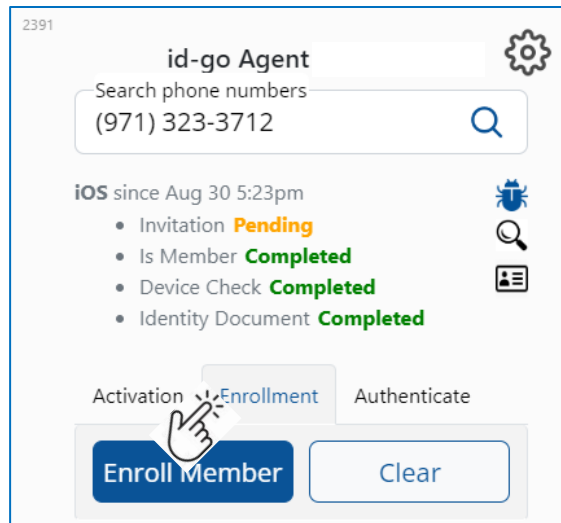 2391
id-go Agent
Search phone numbers
(971) 323-3712
iOS since Aug 30 5:23pm
Invitation Pending
Is Member Completed
Device Check Completed
Identity Document Completed
Activation Enrollment Authenticate
Enroll Member Clear